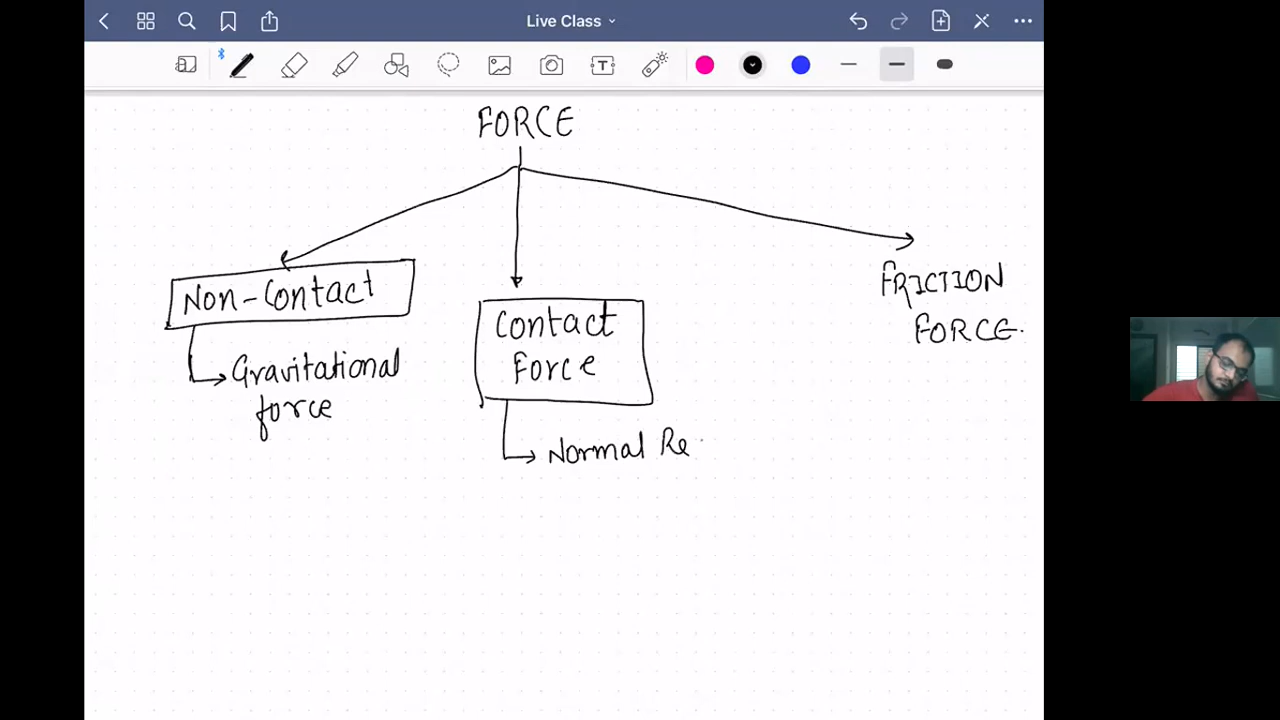 Live Class
FORCE
Non-Contact
Gravitational
force
Contact
Force
Normal Re
FRICTION
FORCE.